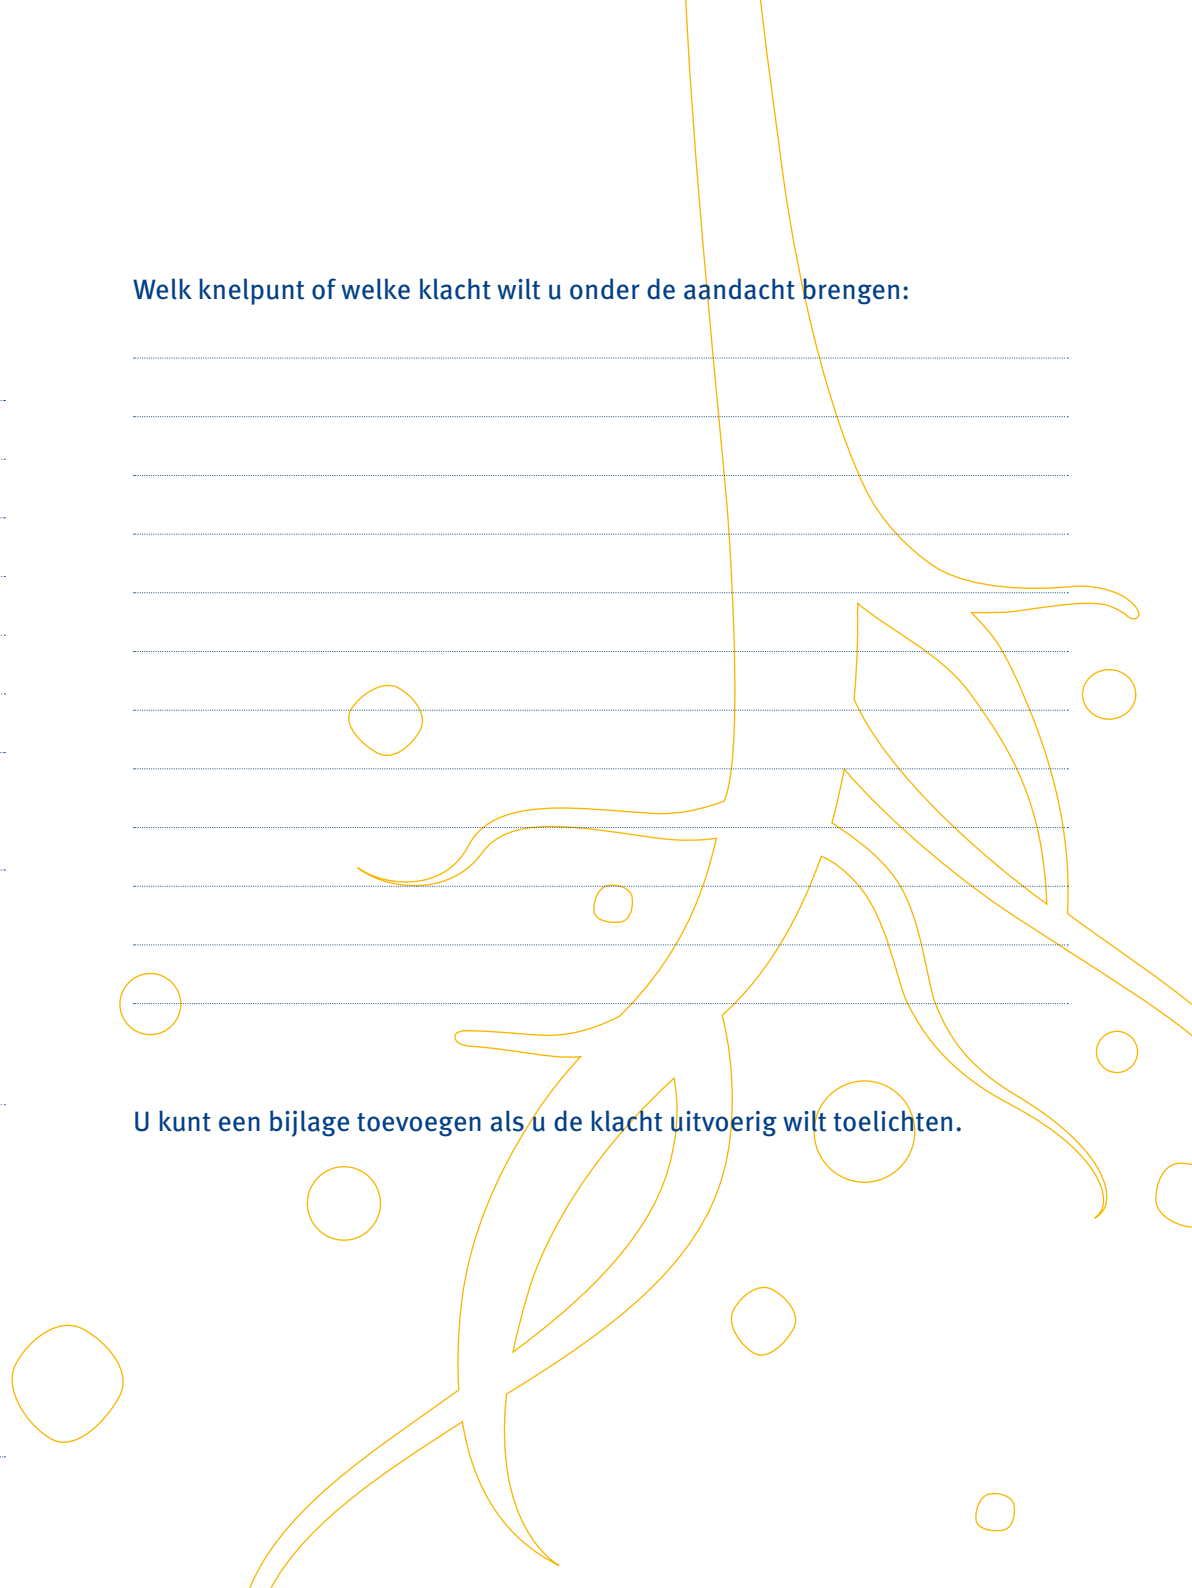 Welk knelpunt of welke klacht wilt u onder de aandacht brengen:
U kunt een bijlage toevoegen als u de klacht uitvoerig wilt toelichten.